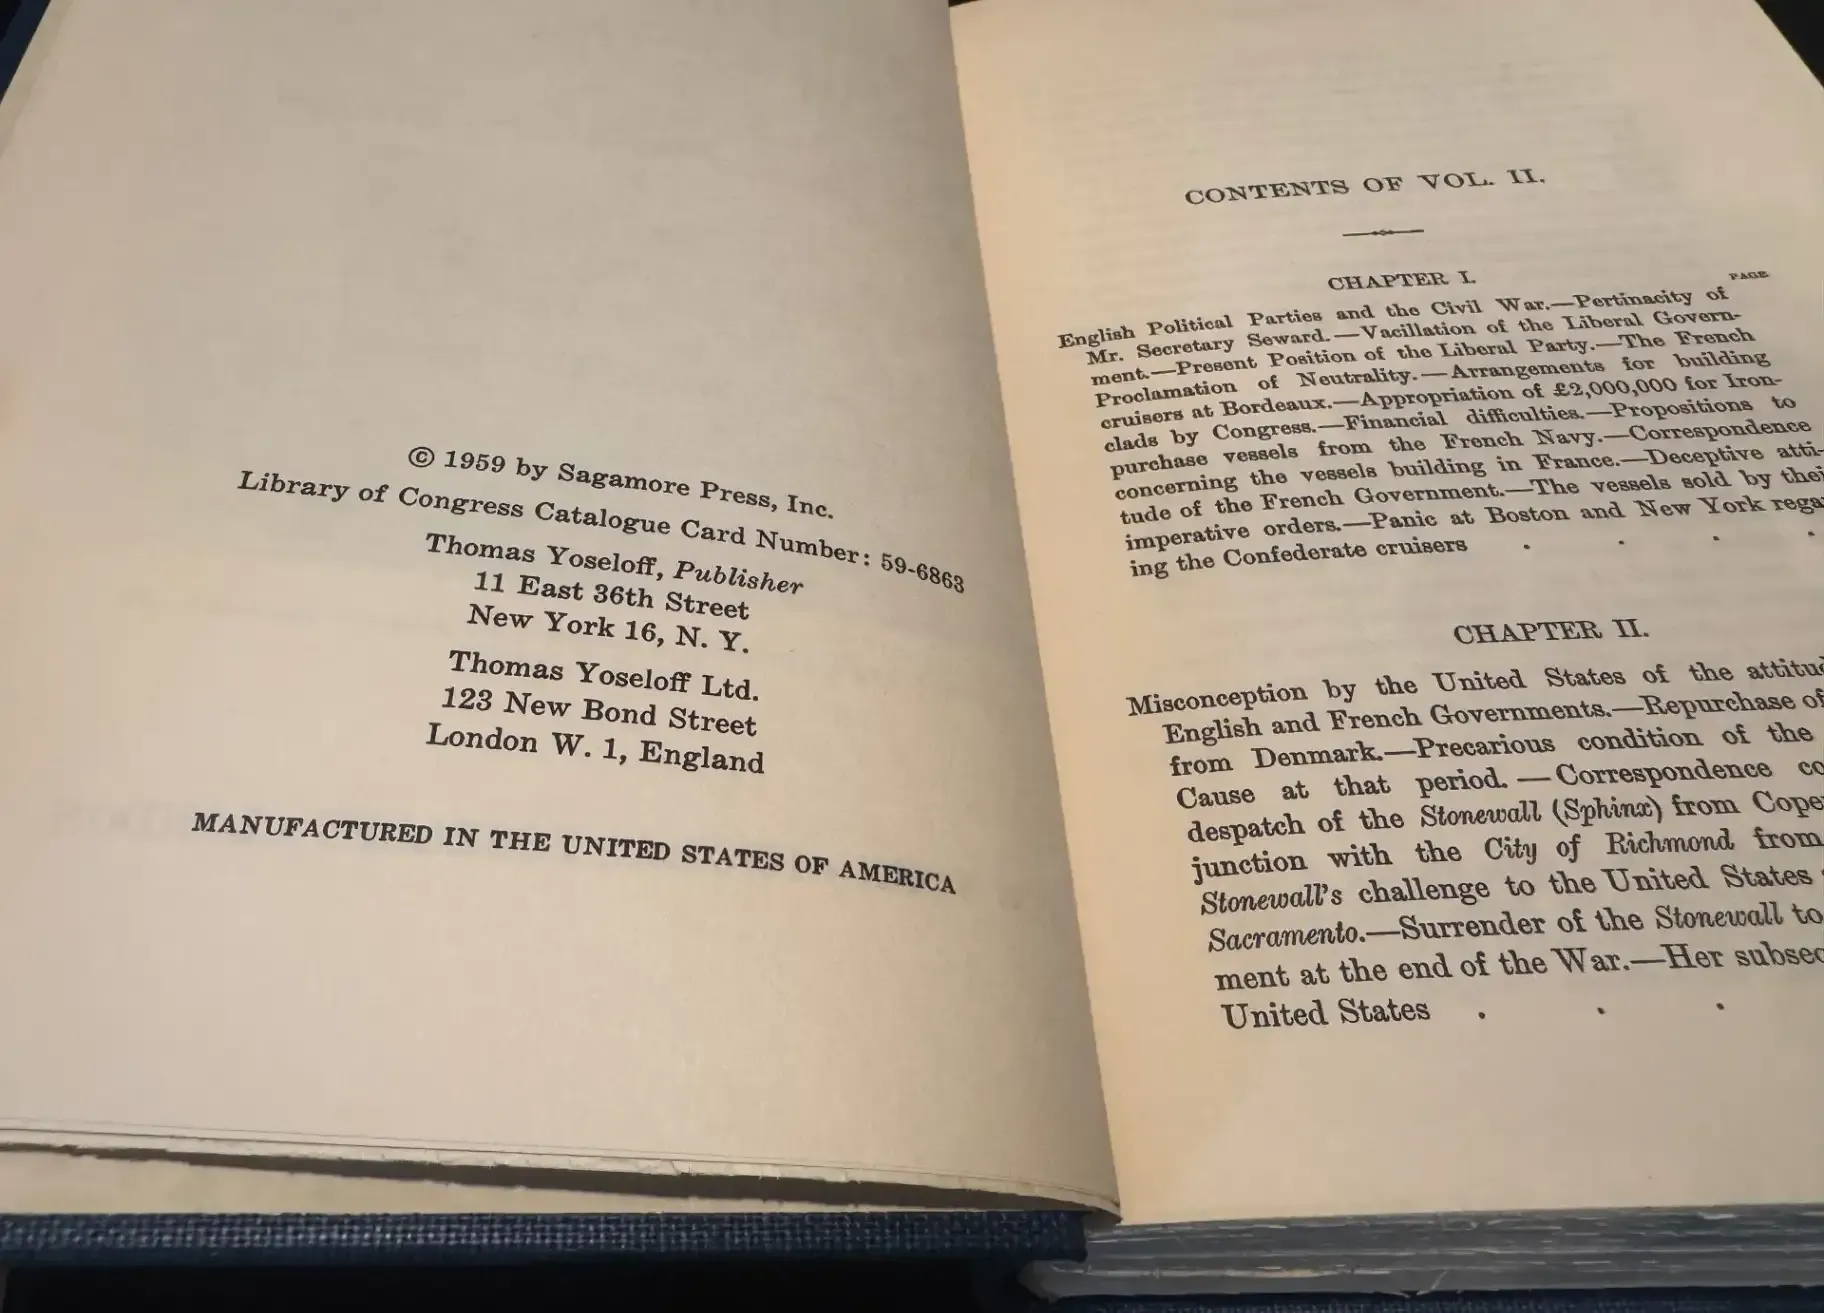 © 1959 by Sagamore Press, Inc.
Library of Congress Catalogue Card Number: 59-6863
Thomas Yoseloff, Publisher
11 East 36th Street
New York 16, N. Y.
Thomas Yoseloff Ltd.
123 New Bond Street
London W. 1, England
MANUFACTURED IN THE UNITED STATES OF AMERICA
CONTENTS OF VOL. II.
CHAPTER I.
PAGE
English Political Parties and the Civil War.—Pertinacity of
Mr. Secretary Seward.—Vacillation of the Liberal Govern-
ment.—Present Position of the Liberal Party.—The French
Proclamation of Neutrality.—Arrangements for building
cruisers at Bordeaux.—Appropriation of £2,000,000 for Iron-
clads by Congress.—Financial difficulties.—Propositions to
purchase vessels from the French Navy.—Correspondence
concerning the vessels building in France.—Deceptive atti-
tude of the French Government.—The vessels sold by thei
imperative orders.—Panic at Boston and New York rega
ing the Confederate cruisers . . . .
CHAPTER II.
Misconception by the United States of the attitud
English and French Governments.—Repurchase of
from Denmark.—Precarious condition of the
Cause at that period.—Correspondence co
despatch of the Stonewall (Sphinx) from Cope
junction with the City of Richmond from
Stonewall's challenge to the United States
Sacramento.—Surrender of the Stonewall to
ment at the end of the War.—Her subseq
United States . . .